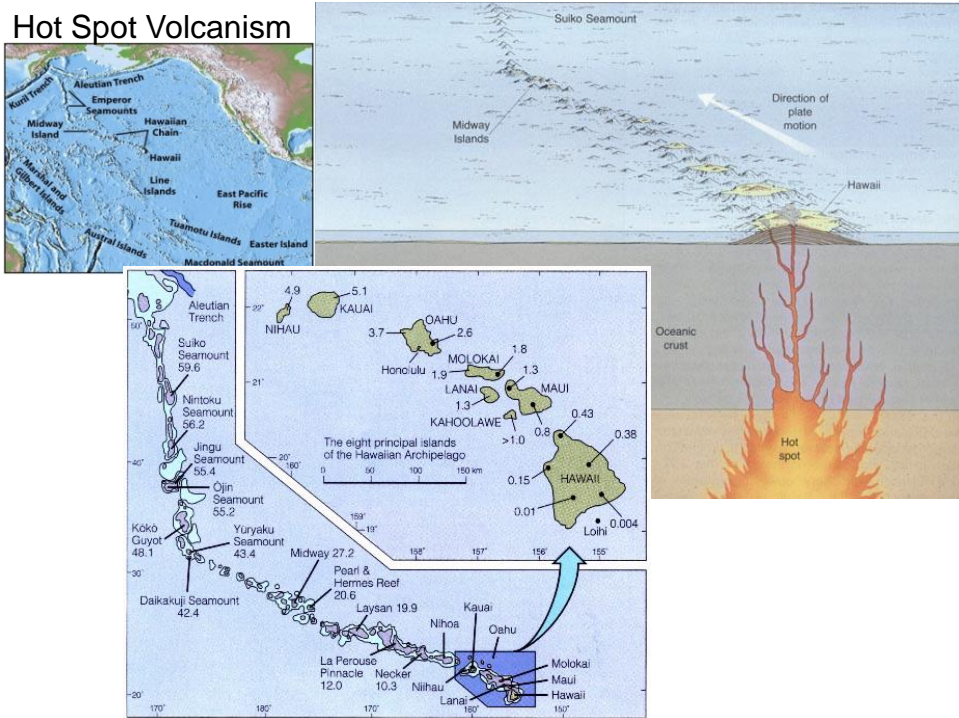 Hot Spot Volcanism
Kuril Trench
Aleutian Trench
Emperor
Seamounts
Midway
Island
Hawaiian
Chain
Hawaii
Marshal and
Gilbert Islands
Line
Islands
East Pacific
Rise
Tuamotu Islands
Austral Islands
Easter Island
Macdonald Seamount
Suiko Seamount
Direction of
plate
motion
Midway
Islands
Hawaii
Oceanic
crust
Hot
spot
Aleutian
Trench
50°
Suiko
Seamount
59.6
Nintoku
Seamount
56.2
Jingu
Seamount
55.4
40°
Ōjin
Seamount
55.2
Kōkō
Guyot
48.1
Yūryaku
Seamount
43.4
30°
Daikakuji Seamount
42.4
Midway 27.2
Pearl &
Hermes Reef
20.6
Laysan 19.9
Nihoa
Kauai
Oahu
La Perouse
Pinnacle
12.0
Necker
10.3
Niihau
Lanai
Molokai
Maui
Hawaii
20°
170°
180°
170°
160°
150°
4.9
NIHAU
5.1
KAUAI
22°
OAHU
3.7
2.6
Honolulu
MOLOKAI
1.8
1.9
1.3
21°
LANAI
1.3
MAUI
KAHOOLAWE
>1.0
0.8
0.43
0.38
The eight principal islands
of the Hawaiian Archipelago
0 50 100 150 km
20°
160°
HAWAII
0.15
0.01
0.004
Loihi
159°
19°
158°
157°
156°
155°